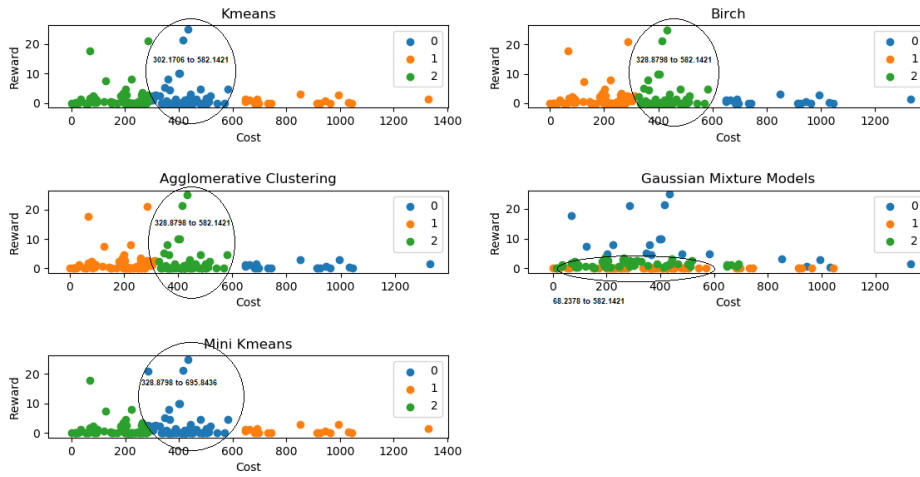 Kmeans
Reward
20
10
0
302.1706 to 582.1421
0
1
2
0 200 400 600 800 1000 1200 1400
Cost
Birch
Reward
20
10
0
328.8798 to 582.1421
0
1
2
0 200 400 600 800 1000 1200
Cost
Agglomerative Clustering
Reward
20
10
0
328.8798 to 582.1421
0
1
2
0 200 400 600 800 1000 1200
Cost
Gaussian Mixture Models
Reward
20
10
0
68.2378 to 582.1421
0
1
2
0 200 400 600 800 1000 1200
Cost
Mini Kmeans
Reward
20
10
0
328.8798 to 695.8436
0
1
2
0 200 400 600 800 1000 1200 1400
Cost